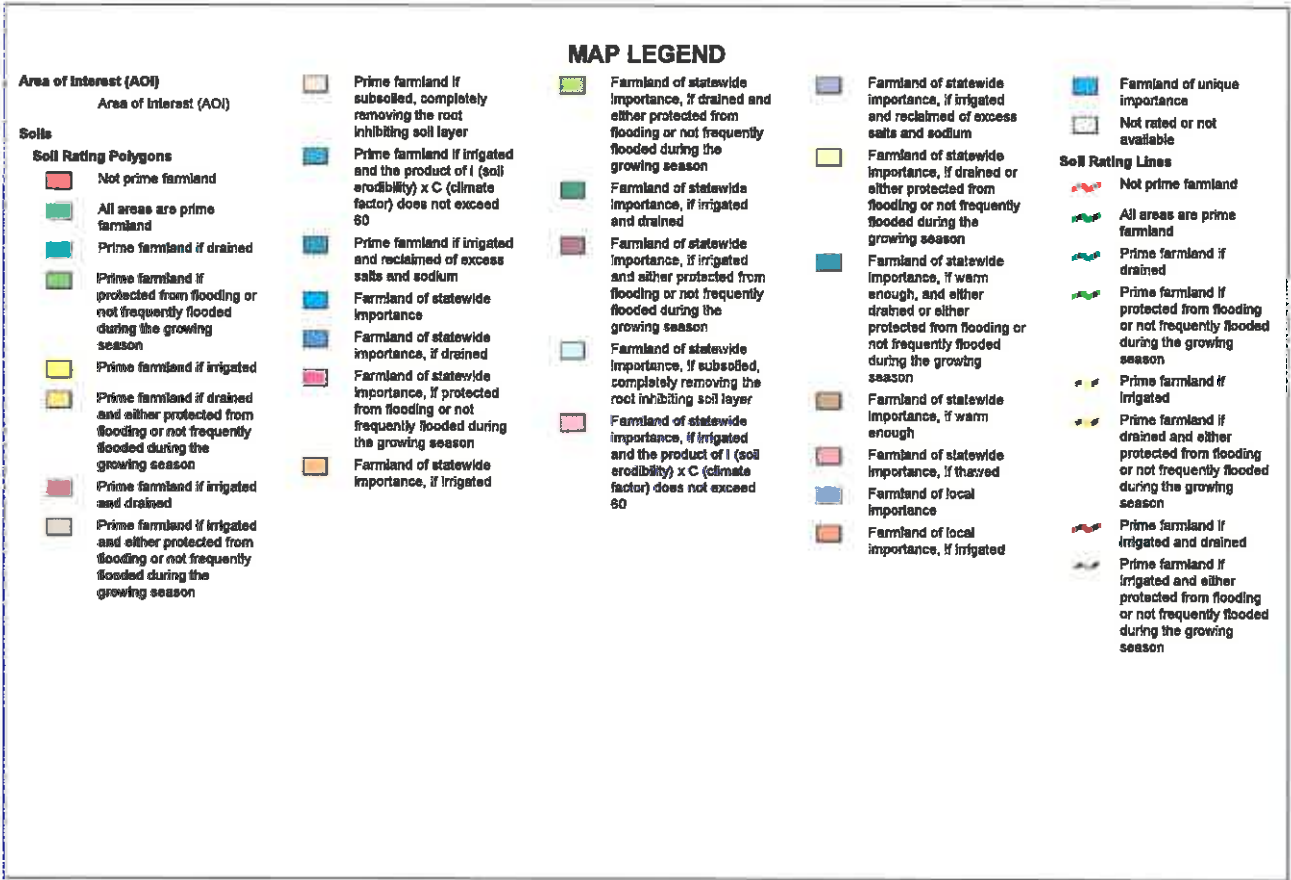 MAP LEGEND
Area of Interest (AOI)
Area of Interest (AOI)
Soils
Soil Rating Polygons
Not prime farmland
All areas are prime
farmland
Prime farmland if drained
Prime farmland if
protected from flooding or
not frequently flooded
during the growing
season
Prime farmland if irrigated
Prime farmland if drained
and either protected from
flooding or not frequently
flooded during the
growing season
Prime farmland if irrigated
and drained
Prime farmland if irrigated
and either protected from
flooding or not frequently
flooded during the
growing season
Prime farmland if
subsoiled, completely
removing the root
inhibiting soil layer
Prime farmland if irrigated
and the product of I (soil
erodibility) x C (climate
factor) does not exceed
60
Prime farmland if irrigated
and reclaimed of excess
salts and sodium
Farmland of statewide
importance
Farmland of statewide
importance, if drained
Farmland of statewide
importance, if protected
from flooding or not
frequently flooded during
the growing season
Farmland of statewide
importance, if irrigated
Farmland of statewide
importance, if drained and
either protected from
flooding or not frequently
flooded during the
growing season
Farmland of statewide
importance, if irrigated
and drained
Farmland of statewide
importance, if irrigated
and either protected from
flooding or not frequently
flooded during the
growing season
Farmland of statewide
importance, if subsoiled,
completely removing the
root inhibiting soil layer
Farmland of statewide
importance, if irrigated
and the product of I (soil
erodibility) x C (climate
factor) does not exceed
60
Farmland of statewide
importance, if irrigated
and reclaimed of excess
salts and sodium
Farmland of statewide
importance, if drained or
either protected from
flooding or not frequently
flooded during the
growing season
Farmland of statewide
importance, if warm
enough, and either
drained or either
protected from flooding or
not frequently flooded
during the growing
season
Farmland of statewide
importance, if warm
enough
Farmland of statewide
importance, if thawed
Farmland of local
importance
Farmland of local
importance, if irrigated
Farmland of unique
importance
Not rated or not
available
Soil Rating Lines
Not prime farmland
All areas are prime
farmland
Prime farmland if
drained
Prime farmland if
protected from flooding
or not frequently flooded
during the growing
season
Prime farmland if
irrigated
Prime farmland if
drained and either
protected from flooding
or not frequently flooded
during the growing
season
Prime farmland if
irrigated and drained
Prime farmland if
irrigated and either
protected from flooding
or not frequently flooded
during the growing
season